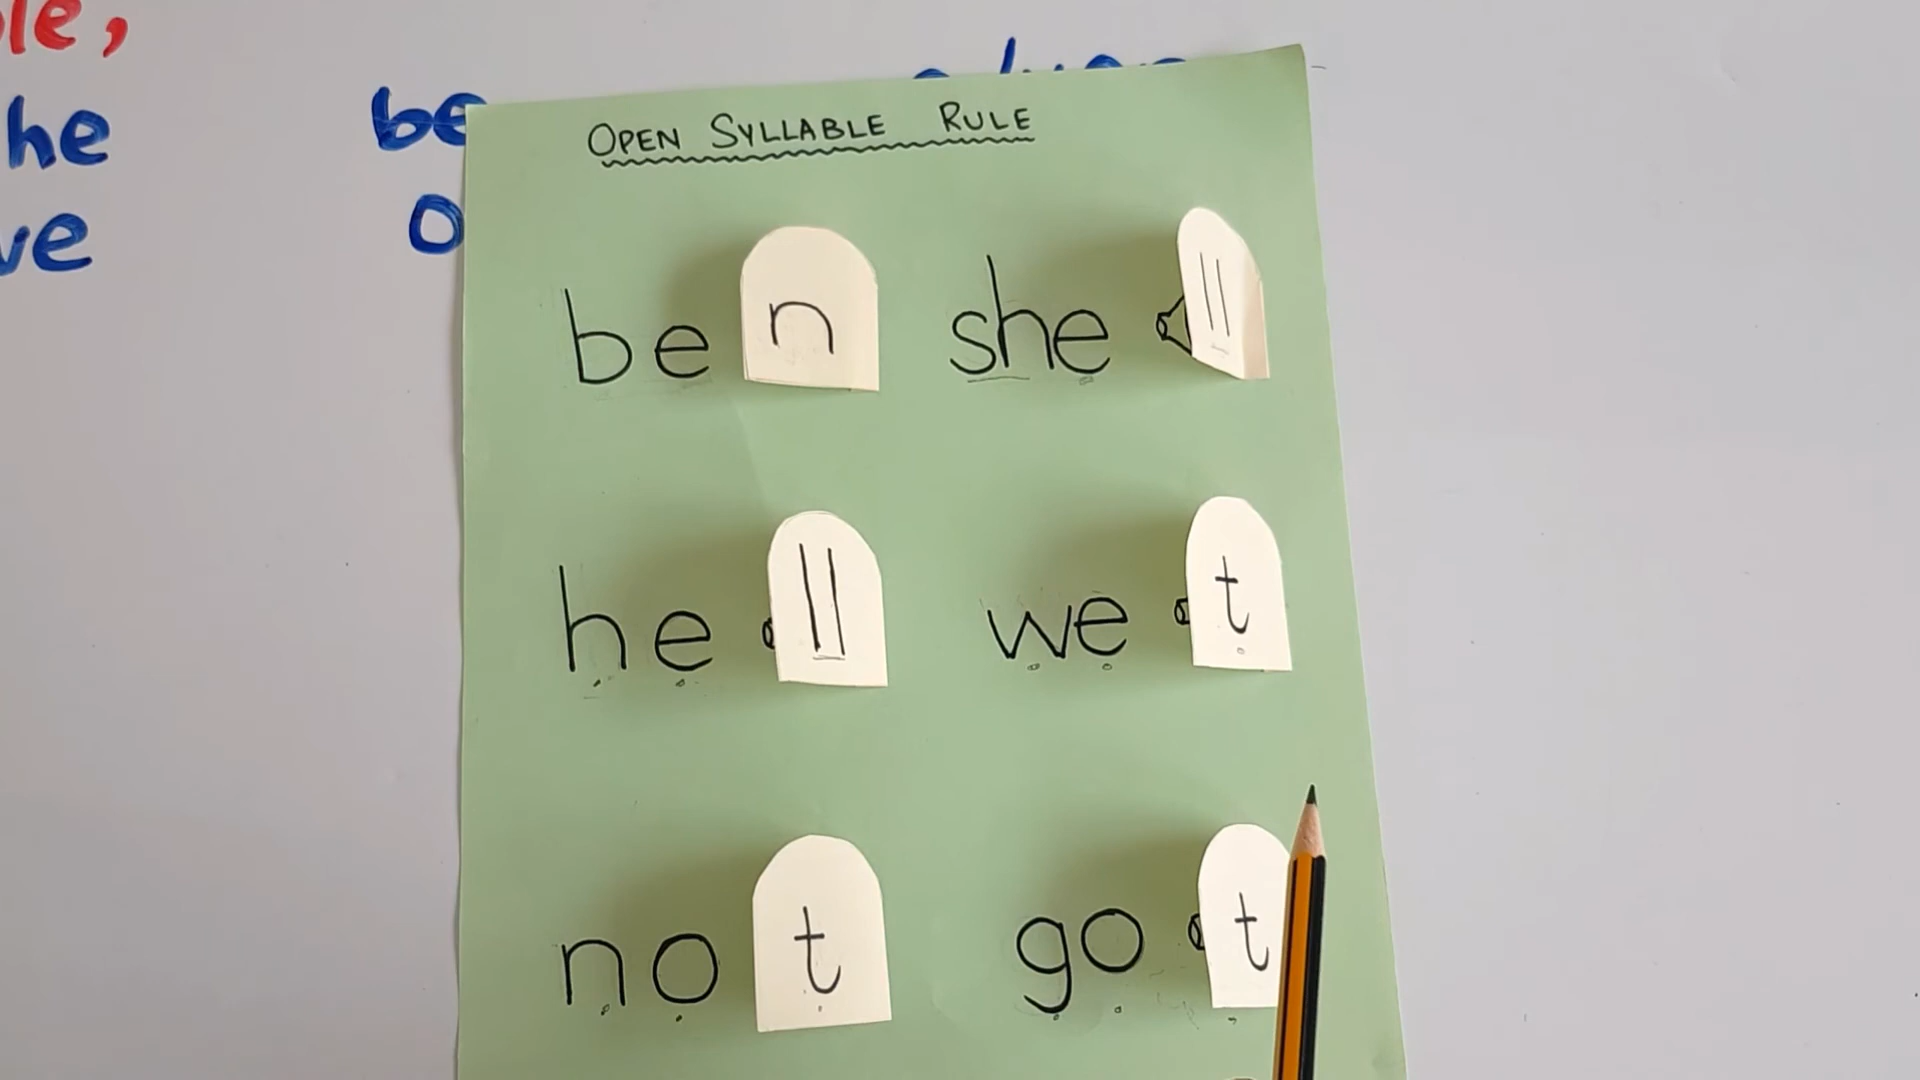 le,
he be
ve o
OPEN SYLLABLE RULE
be n she ll
he ll we t
no t go t